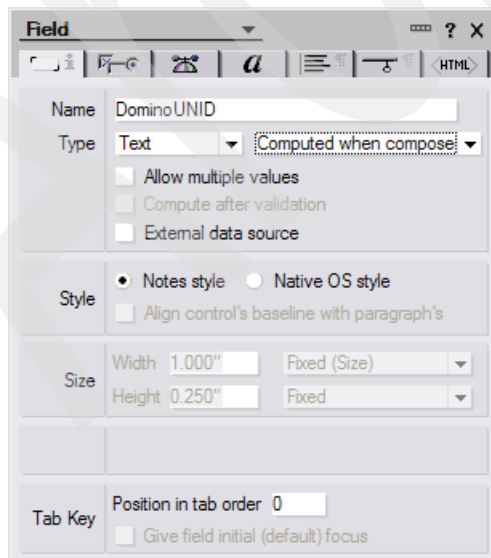 Field ? X
a <HTML>
Name DominoUNID
Type Text Computed when compose
Allow multiple values
Compute after validation
External data source
Style Notes style Native OS style
Align control's baseline with paragraph's
Size Width 1.000" Fixed (Size)
Height 0.250" Fixed
Tab Key Position in tab order 0
Give field initial (default) focus